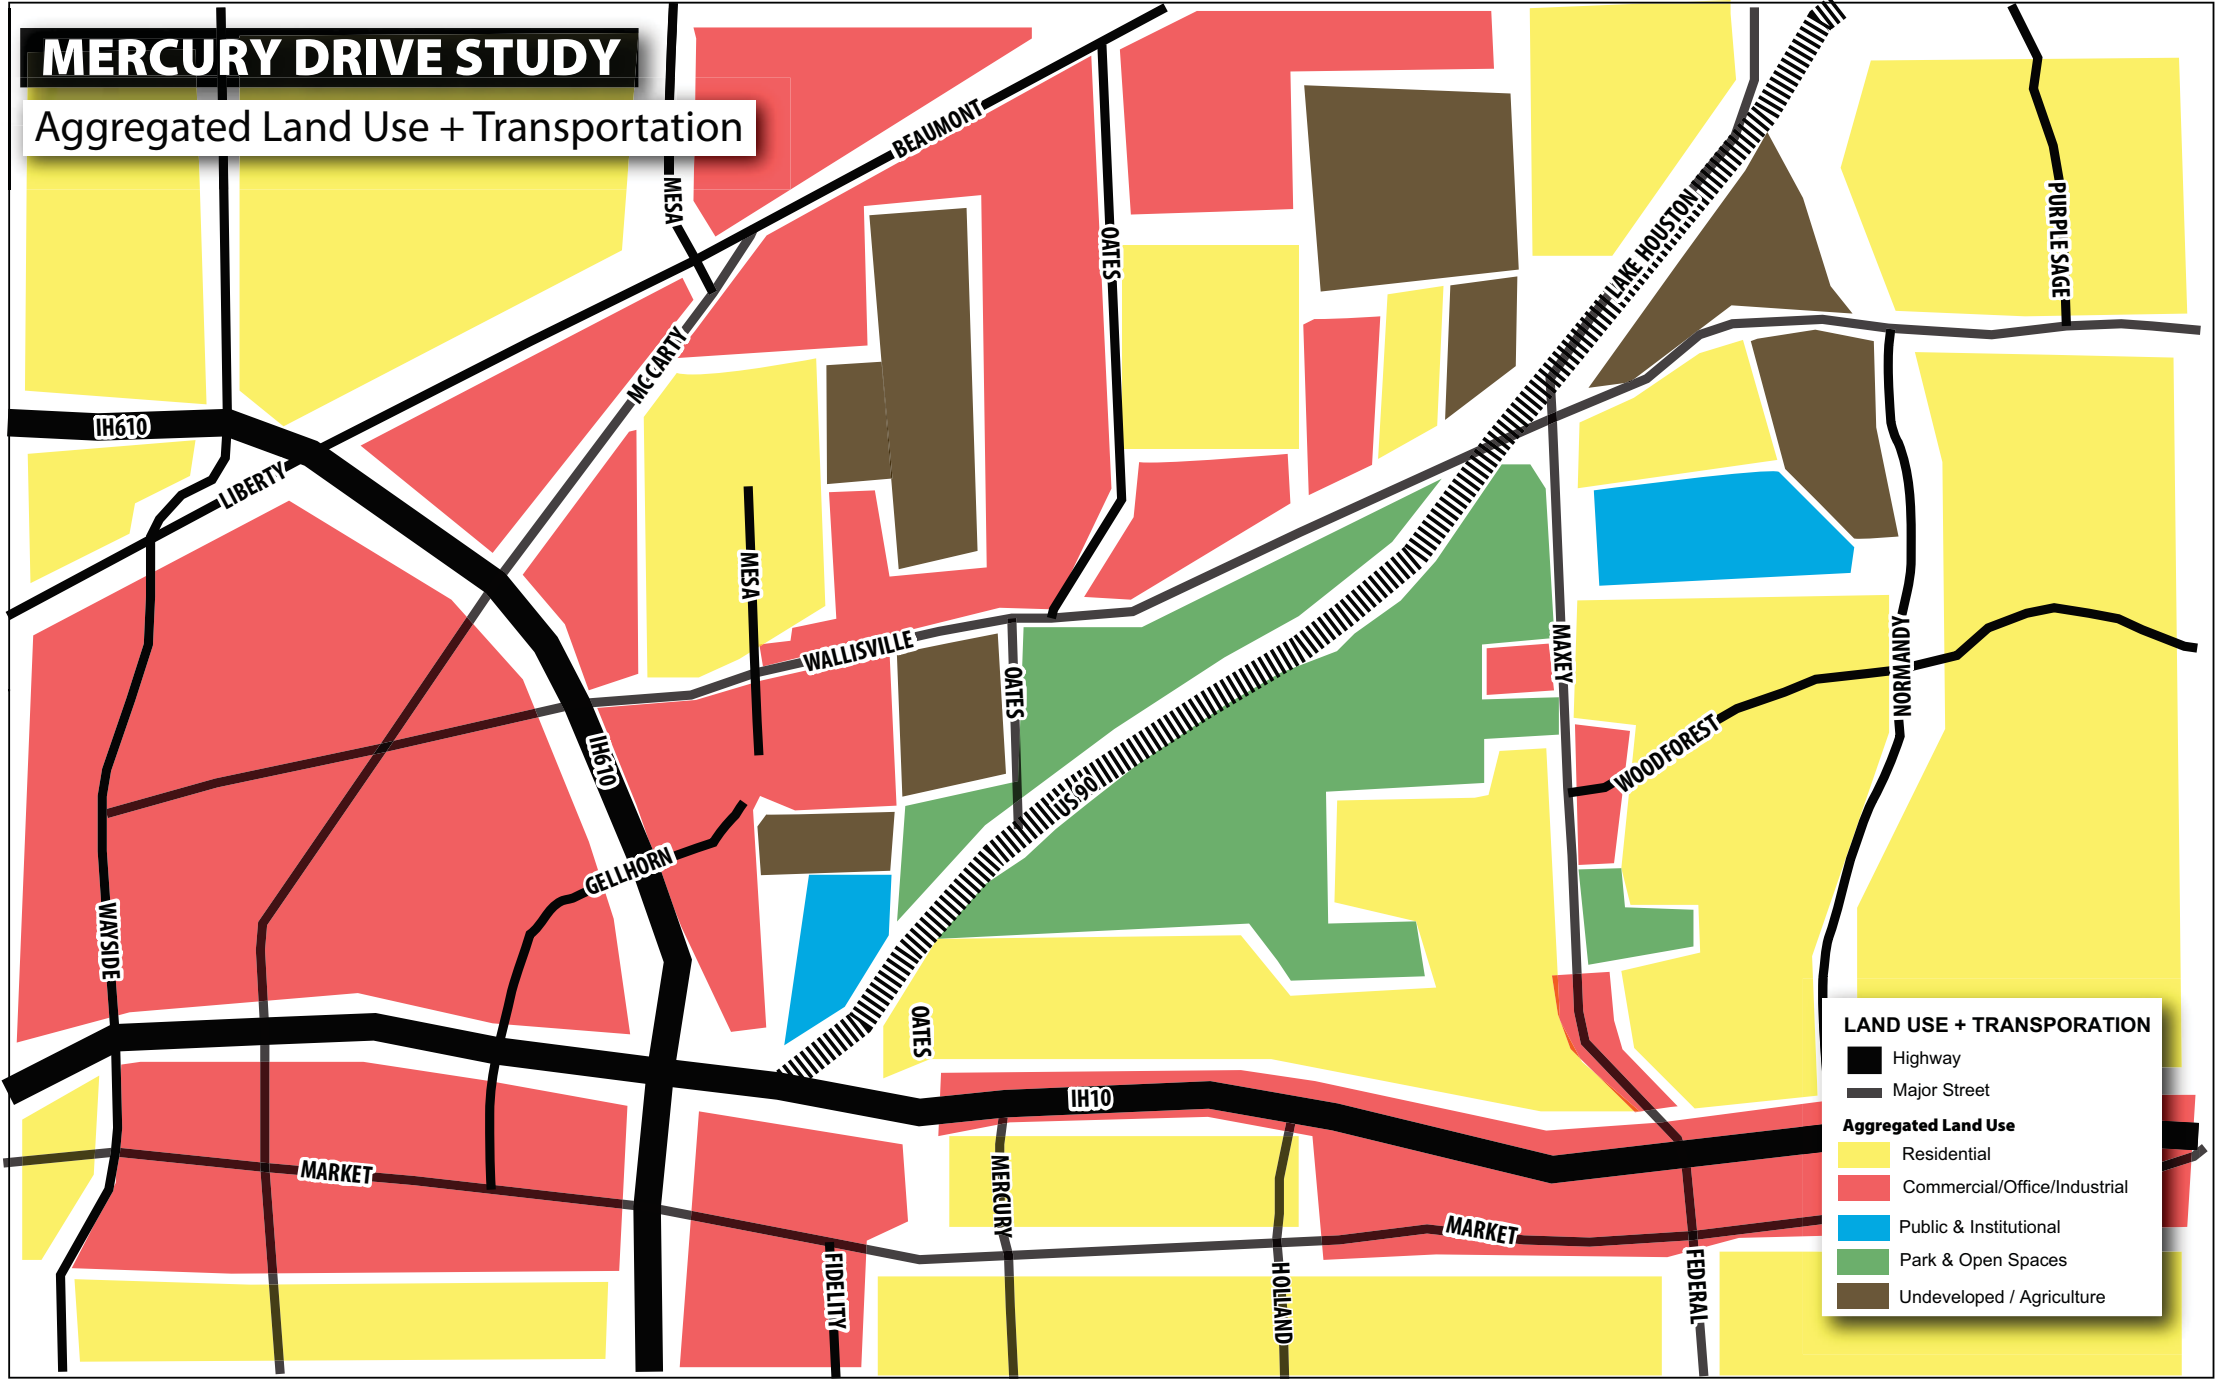 MERCURY DRIVE STUDY
Aggregated Land Use + Transportation
BEAUMONT
MESA
OATES
LAKE HOUSTON
PURPLE SAGE
MC CARTY
IH610
LIBERTY
MESA
WALLISVILLE
OATES
MAXEY
NORMANDY
WOODFOREST
IH610
US 90
GELLHORN
WAYSIDE
OATES
IH10
MARKET
MERCURY
MARKET
FIDELITY
HOLLAND
FEDERAL
LAND USE + TRANSPORATION
Highway
Major Street
Aggregated Land Use
Residential
Commercial/Office/Industrial
Public & Institutional
Park & Open Spaces
Undeveloped / Agriculture